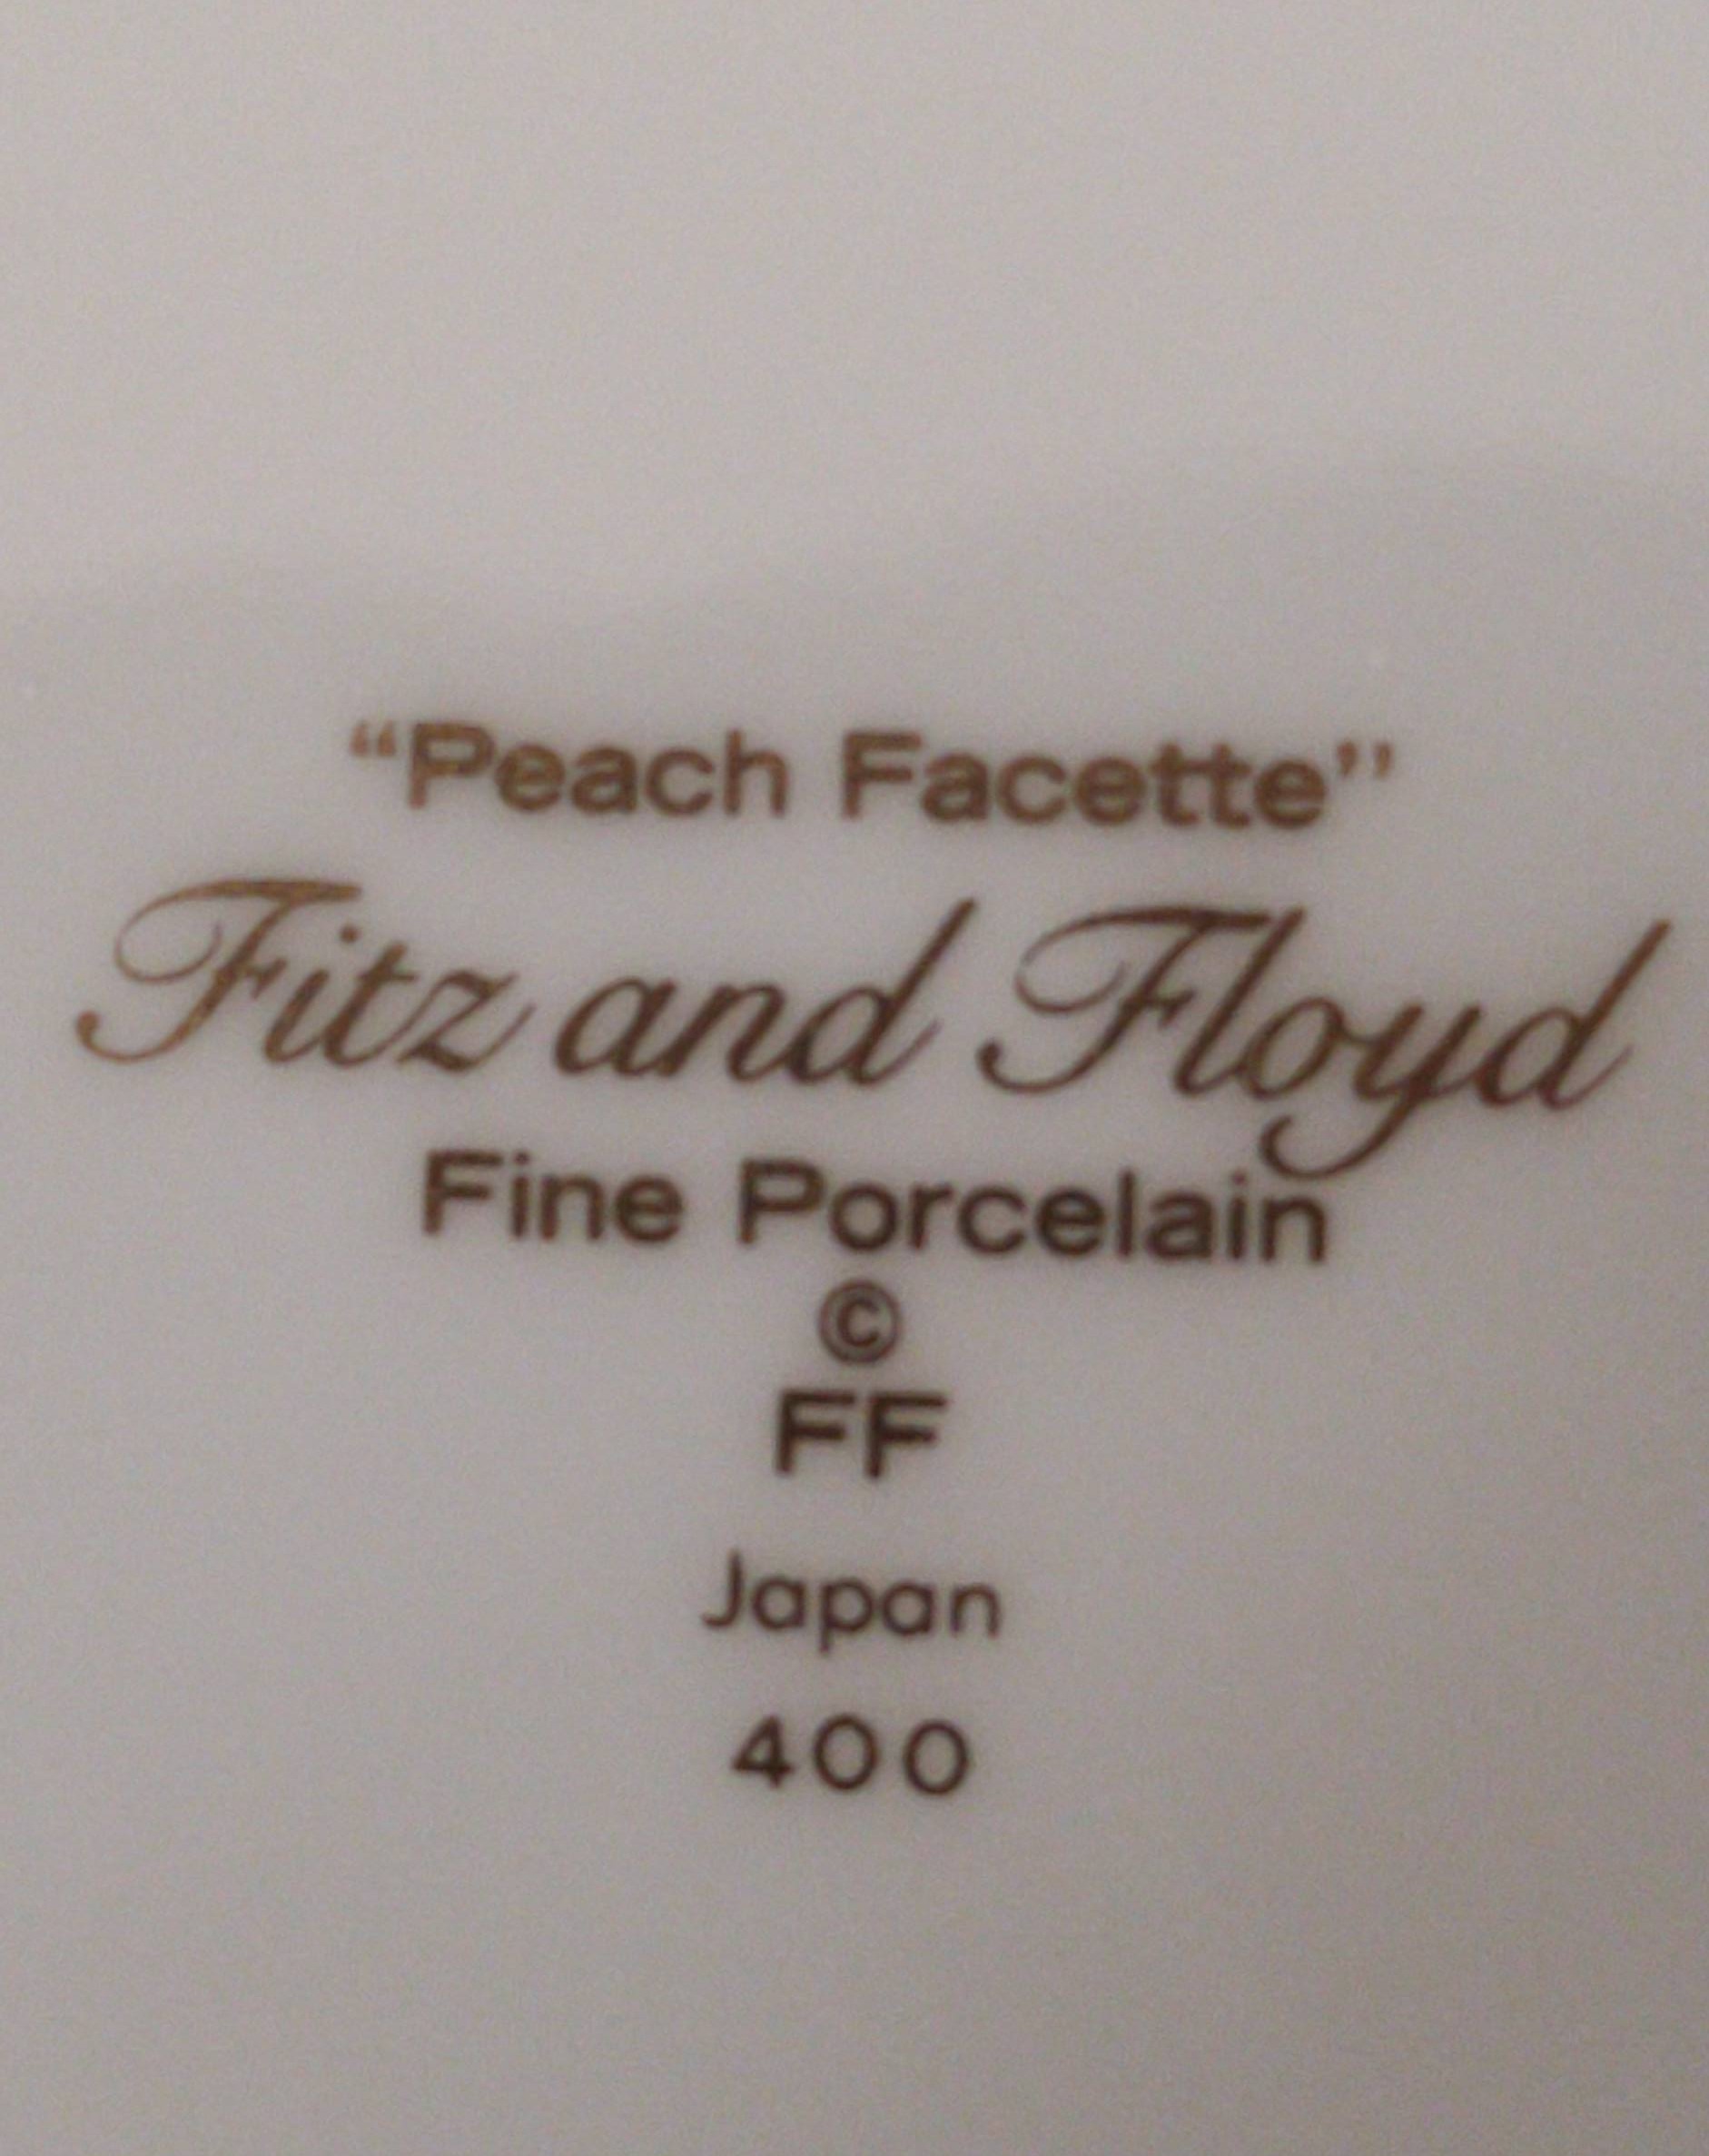 “Peach Facette”
Fitz and Floyd
Fine Porcelain
©
FF
Japan
400